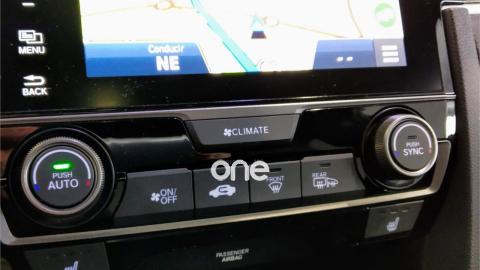 MENU
BACK
Conducir
NE
--
CLIMATE
PUSH
AUTO
ON/
OFF
one
FRONT
REAR
PUSH
SYNC
PASSENGER
AIRBAG